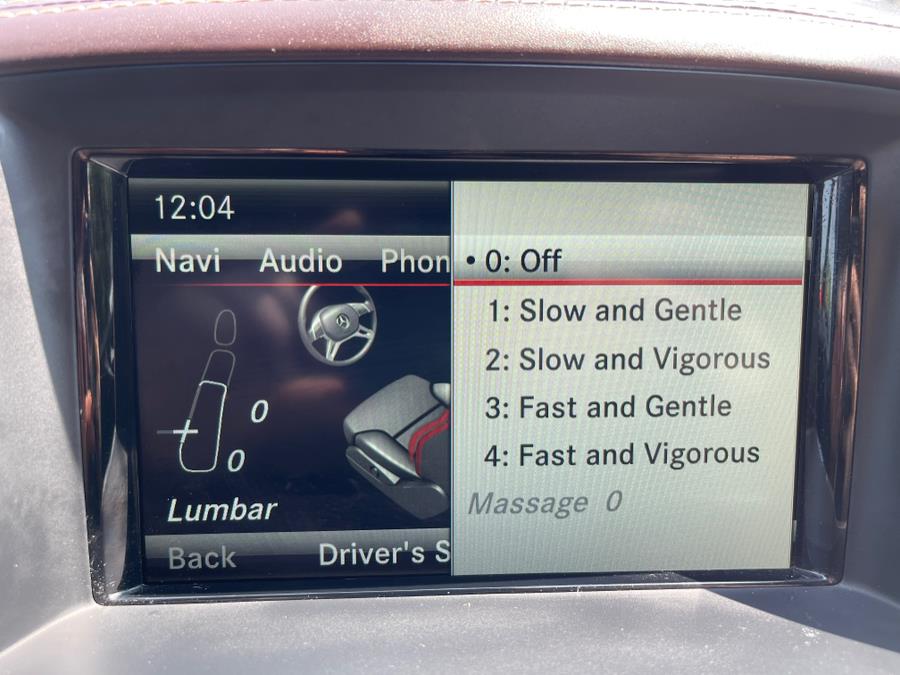 12:04
Navi Audio Phon
0
0
Lumbar
Back Driver's S
• 0: Off
1: Slow and Gentle
2: Slow and Vigorous
3: Fast and Gentle
4: Fast and Vigorous
Massage 0